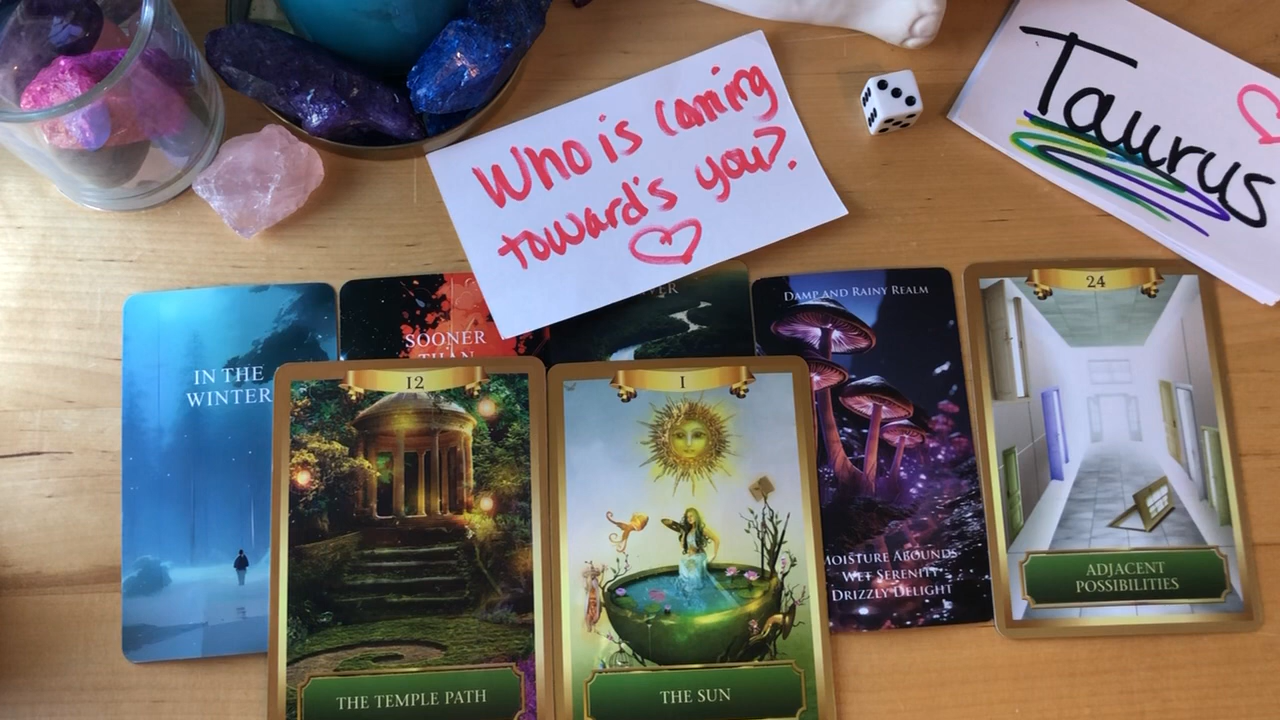 Who is coming
toward's you?.
Taurus
IN THE
WINTER
SOONER
THAN
DAMP AND RAINY REALM
MOISTURE ABOUNDS
WET SERENITY
DRIZZLY DELIGHT
24
ADJACENT
POSSIBILITIES
12
THE TEMPLE PATH
I
THE SUN